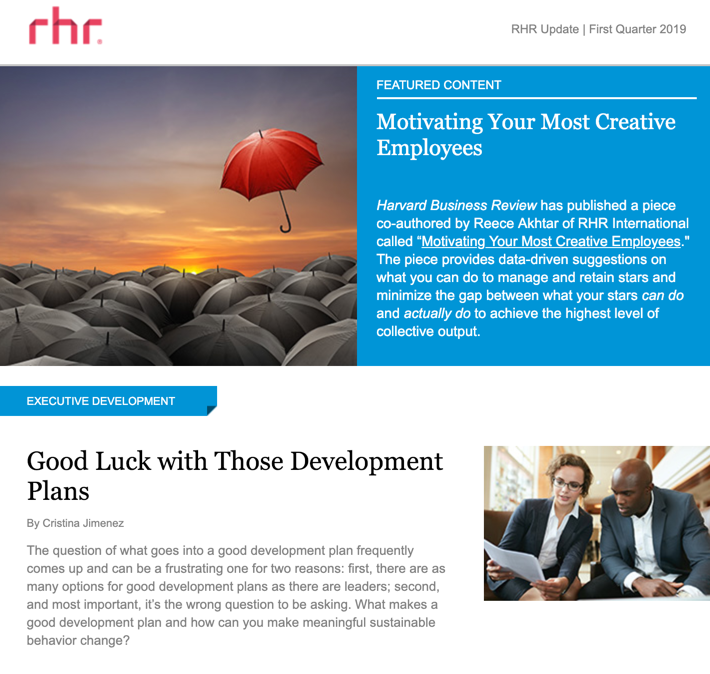 rhr.
RHR Update | First Quarter 2019
FEATURED CONTENT
Motivating Your Most Creative
Employees
Harvard Business Review has published a piece
co-authored by Reece Akhtar of RHR International
called “Motivating Your Most Creative Employees.”
The piece provides data-driven suggestions on
what you can do to manage and retain stars and
minimize the gap between what your stars can do
and actually do to achieve the highest level of
collective output.
EXECUTIVE DEVELOPMENT
Good Luck with Those Development
Plans
By Cristina Jimenez
The question of what goes into a good development plan frequently
comes up and can be a frustrating one for two reasons: first, there are as
many options for good development plans as there are leaders; second,
and most important, it’s the wrong question to be asking. What makes a
good development plan and how can you make meaningful sustainable
behavior change?